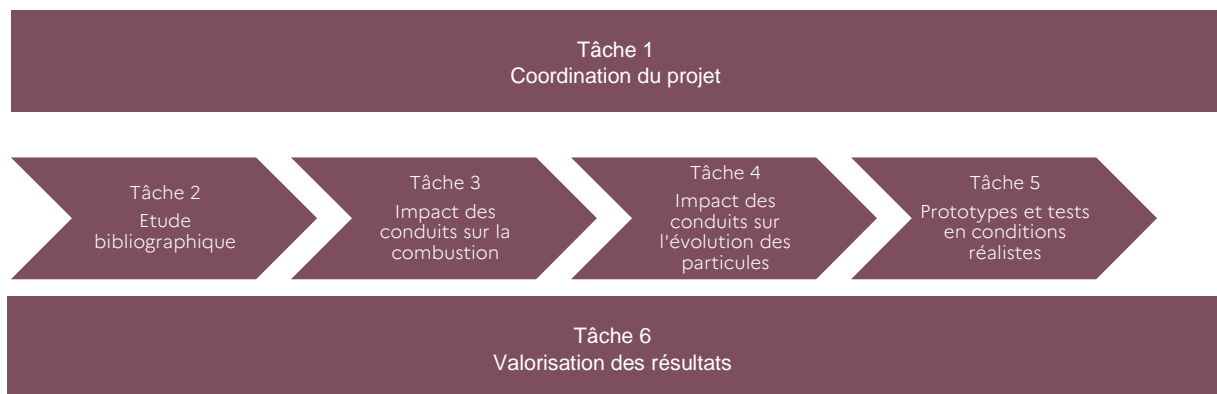 Tâche 1
Coordination du projet
Tâche 2
Etude
bibliographique
Tâche 3
Impact des
conduits sur la
combustion
Tâche 4
Impact des
conduits sur
l'évolution des
particules
Tâche 5
Prototypes et tests
en conditions
réalistes
Tâche 6
Valorisation des résultats